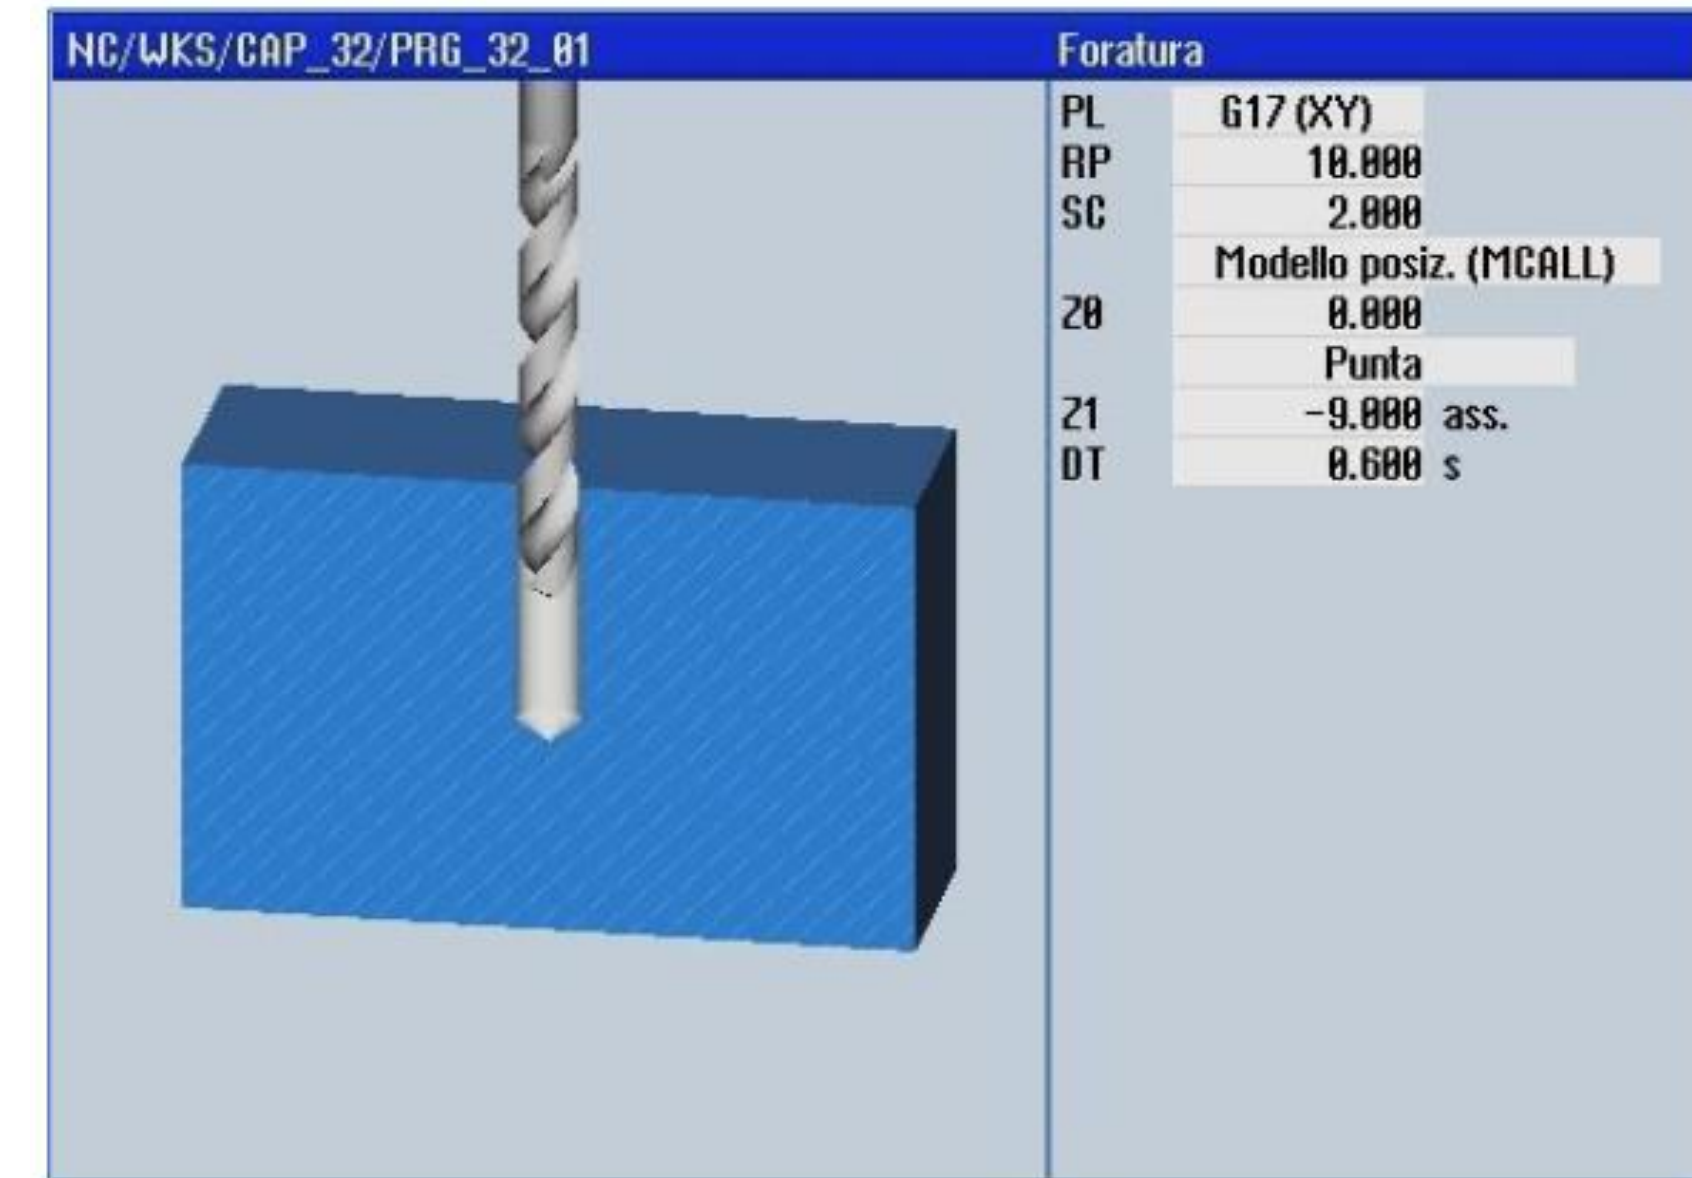 NC/WKS/CAP_32/PRG_32_01
Foratura
PL G17 (XY)
RP 10.000
SC 2.000
Modello posiz. (MCALL)
Z0 0.000
Punta
Z1 -9.000 ass.
DT 0.600 s